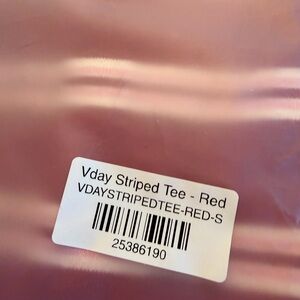 Vday Striped Tee - Red
VDAYSTRIPEDTEE-RED-S
25386190